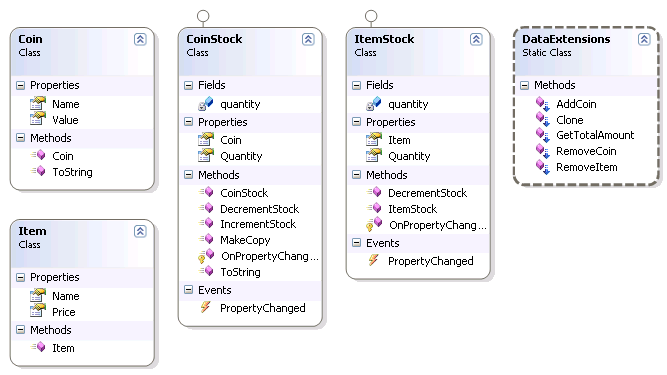 Coin
Class
Properties
Name
Value
Methods
Coin
ToString
Item
Class
Properties
Name
Price
Methods
Item
CoinStock
Class
Fields
quantity
Properties
Coin
Quantity
Methods
CoinStock
DecrementStock
IncrementStock
MakeCopy
OnPropertyChang...
ToString
Events
PropertyChanged
ItemStock
Class
Fields
quantity
Properties
Item
Quantity
Methods
DecrementStock
ItemStock
OnPropertyChang...
Events
PropertyChanged
DataExtensions
Static Class
Methods
AddCoin
Clone
GetTotalAmount
RemoveCoin
RemoveItem